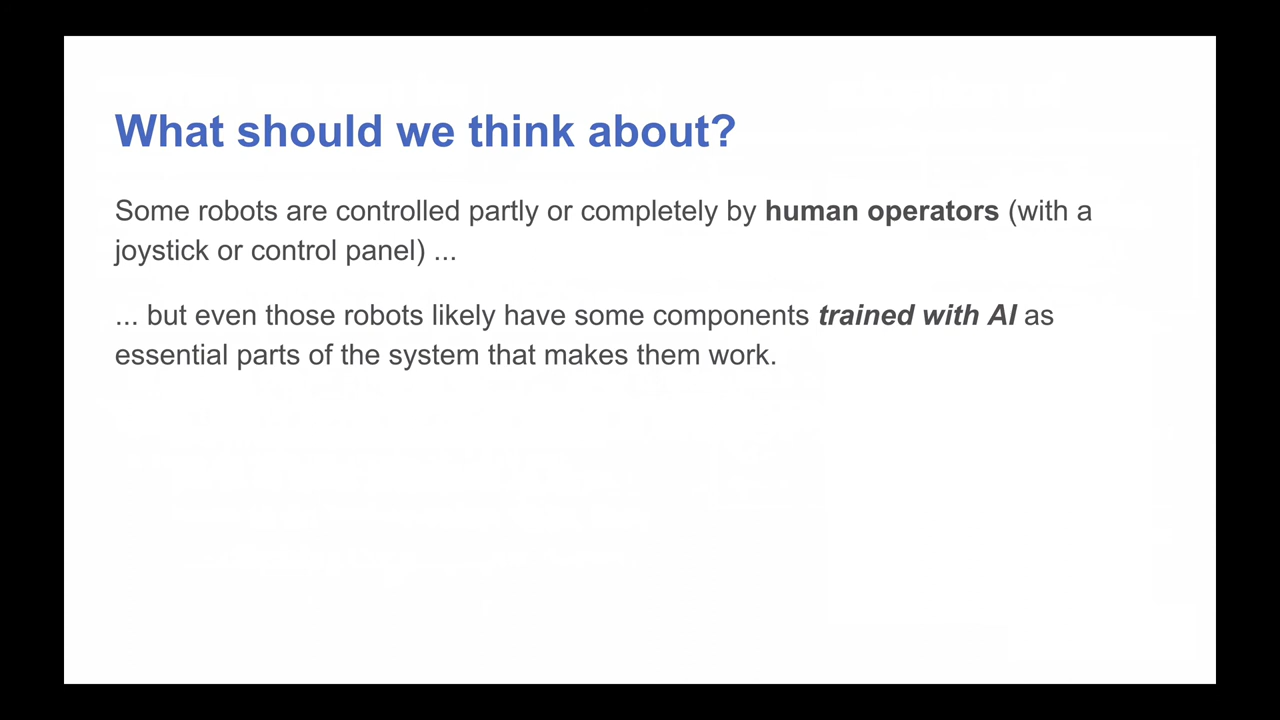 What should we think about?
Some robots are controlled partly or completely by human operators (with a
joystick or control panel) ...
... but even those robots likely have some components trained with AI as
essential parts of the system that makes them work.